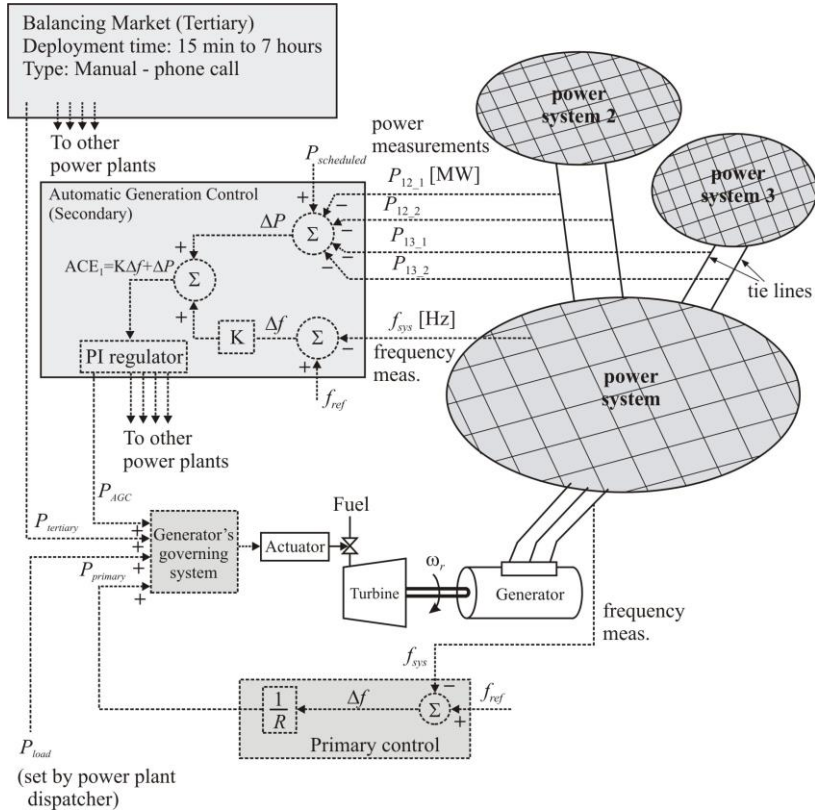 Balancing Market (Tertiary)
Deployment time: 15 min to 7 hours
Type: Manual - phone call
To other
power plants
power
measurements
power
system 2
power
system 3
P_scheduled
P_12_1 [MW]
P_12_2
P_13_1
P_13_2
tie lines
Automatic Generation Control
(Secondary)
+
−
−
−
−
Σ
ΔP
+
Σ
+
ACE₁=KΔf+ΔP
K
Δf
Σ
−
+
f_sys [Hz]
frequency
meas.
f_ref
PI regulator
To other
power plants
power
system
P_AGC
P_tertiary
P_primary
+
+
+
+
Generator's
governing
system
Actuator
Fuel
Turbine
ω_r
Generator
frequency
meas.
f_sys
f_ref
−
+
Σ
Δf
1
R
Primary control
P_load
(set by power plant
dispatcher)